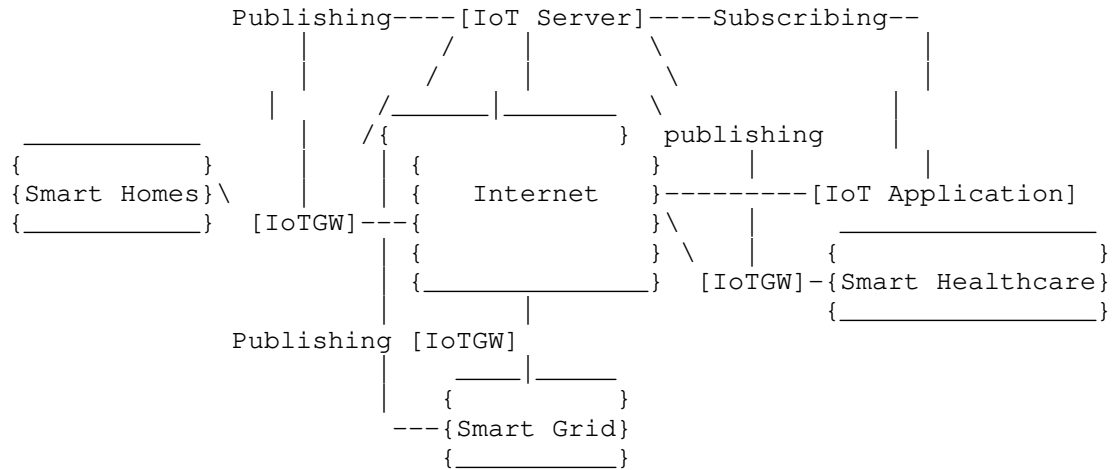 Publishing----[IoT Server]----Subscribing--
publishing
{Smart Homes}\ Internet }---------[IoT Application]
[IoTGW]---{
[IoTGW]-{Smart Healthcare}
Publishing [IoTGW]
---{Smart Grid}